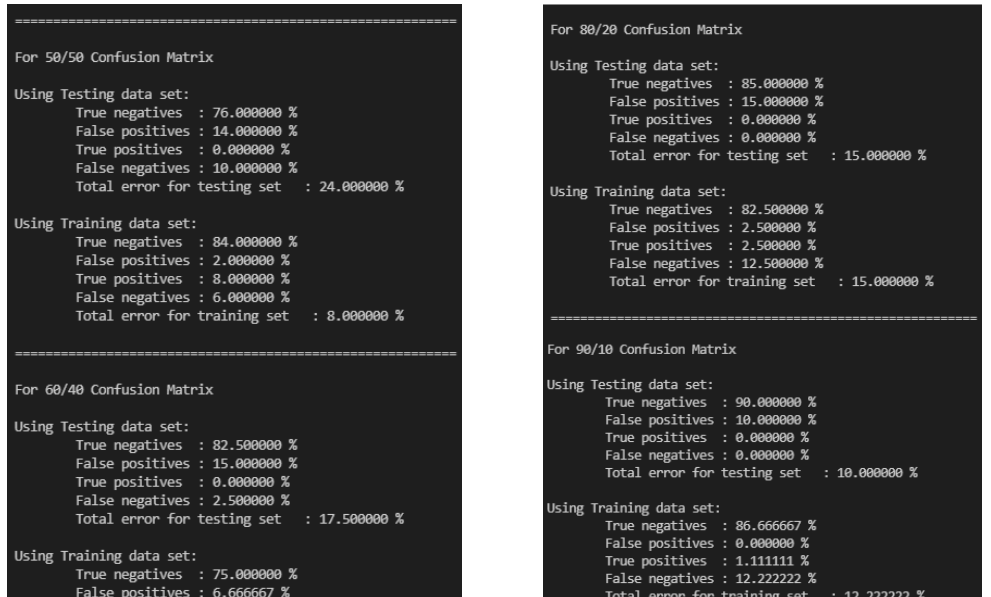 ============================================================
For 50/50 Confusion Matrix
Using Testing data set:
True negatives : 76.000000 %
False positives : 14.000000 %
True positives : 0.000000 %
False negatives : 10.000000 %
Total error for testing set : 24.000000 %
Using Training data set:
True negatives : 84.000000 %
False positives : 2.000000 %
True positives : 8.000000 %
False negatives : 6.000000 %
Total error for training set : 8.000000 %
============================================================
For 60/40 Confusion Matrix
Using Testing data set:
True negatives : 82.500000 %
False positives : 15.000000 %
True positives : 0.000000 %
False negatives : 2.500000 %
Total error for testing set : 17.500000 %
Using Training data set:
True negatives : 75.000000 %
False positives : 6.666667 %
For 80/20 Confusion Matrix
Using Testing data set:
True negatives : 85.000000 %
False positives : 15.000000 %
True positives : 0.000000 %
False negatives : 0.000000 %
Total error for testing set : 15.000000 %
Using Training data set:
True negatives : 82.500000 %
False positives : 2.500000 %
True positives : 2.500000 %
False negatives : 12.500000 %
Total error for training set : 15.000000 %
============================================================
For 90/10 Confusion Matrix
Using Testing data set:
True negatives : 90.000000 %
False positives : 10.000000 %
True positives : 0.000000 %
False negatives : 0.000000 %
Total error for testing set : 10.000000 %
Using Training data set:
True negatives : 86.666667 %
False positives : 0.000000 %
True positives : 1.111111 %
False negatives : 12.222222 %
Total error for training set : 12.222222 %